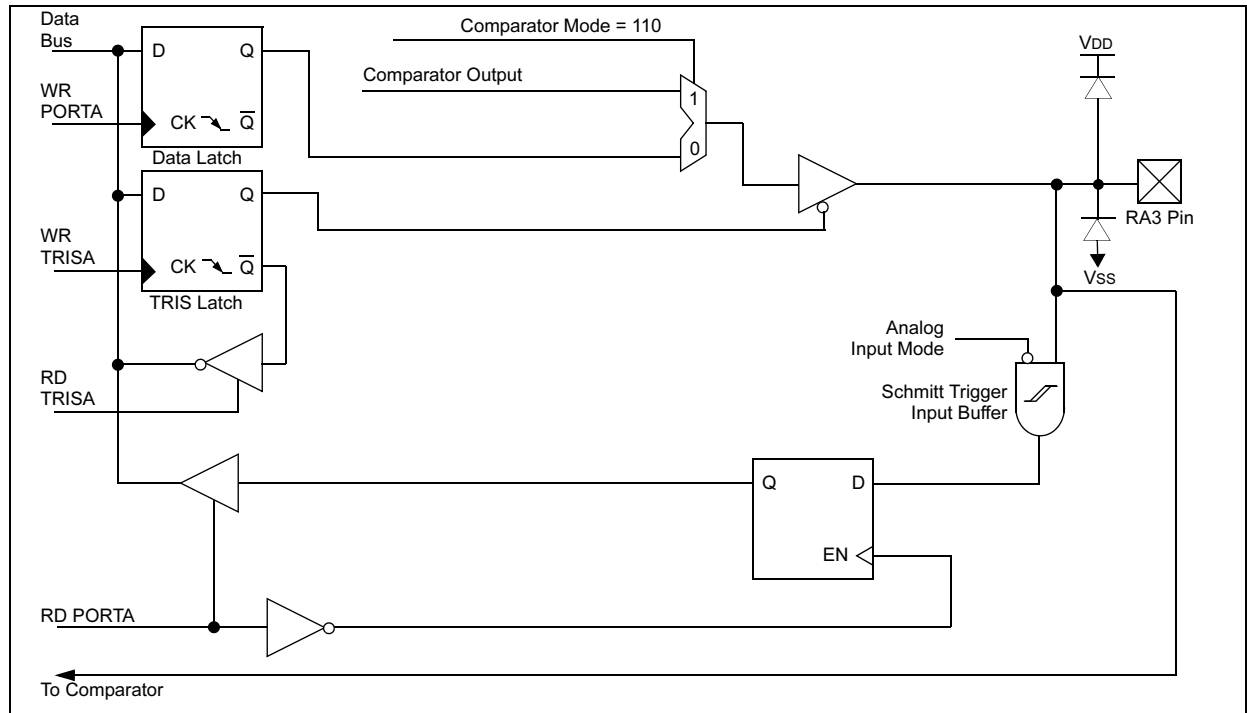 Data
Bus
D
Q
WR
PORTA
CK
Q
Data Latch
Comparator Mode = 110
Comparator Output
1
0
VDD
RA3 Pin
VSS
D
Q
WR
TRISA
CK
Q
TRIS Latch
Analog
Input Mode
Schmitt Trigger
Input Buffer
RD
TRISA
Q
D
EN
RD PORTA
To Comparator